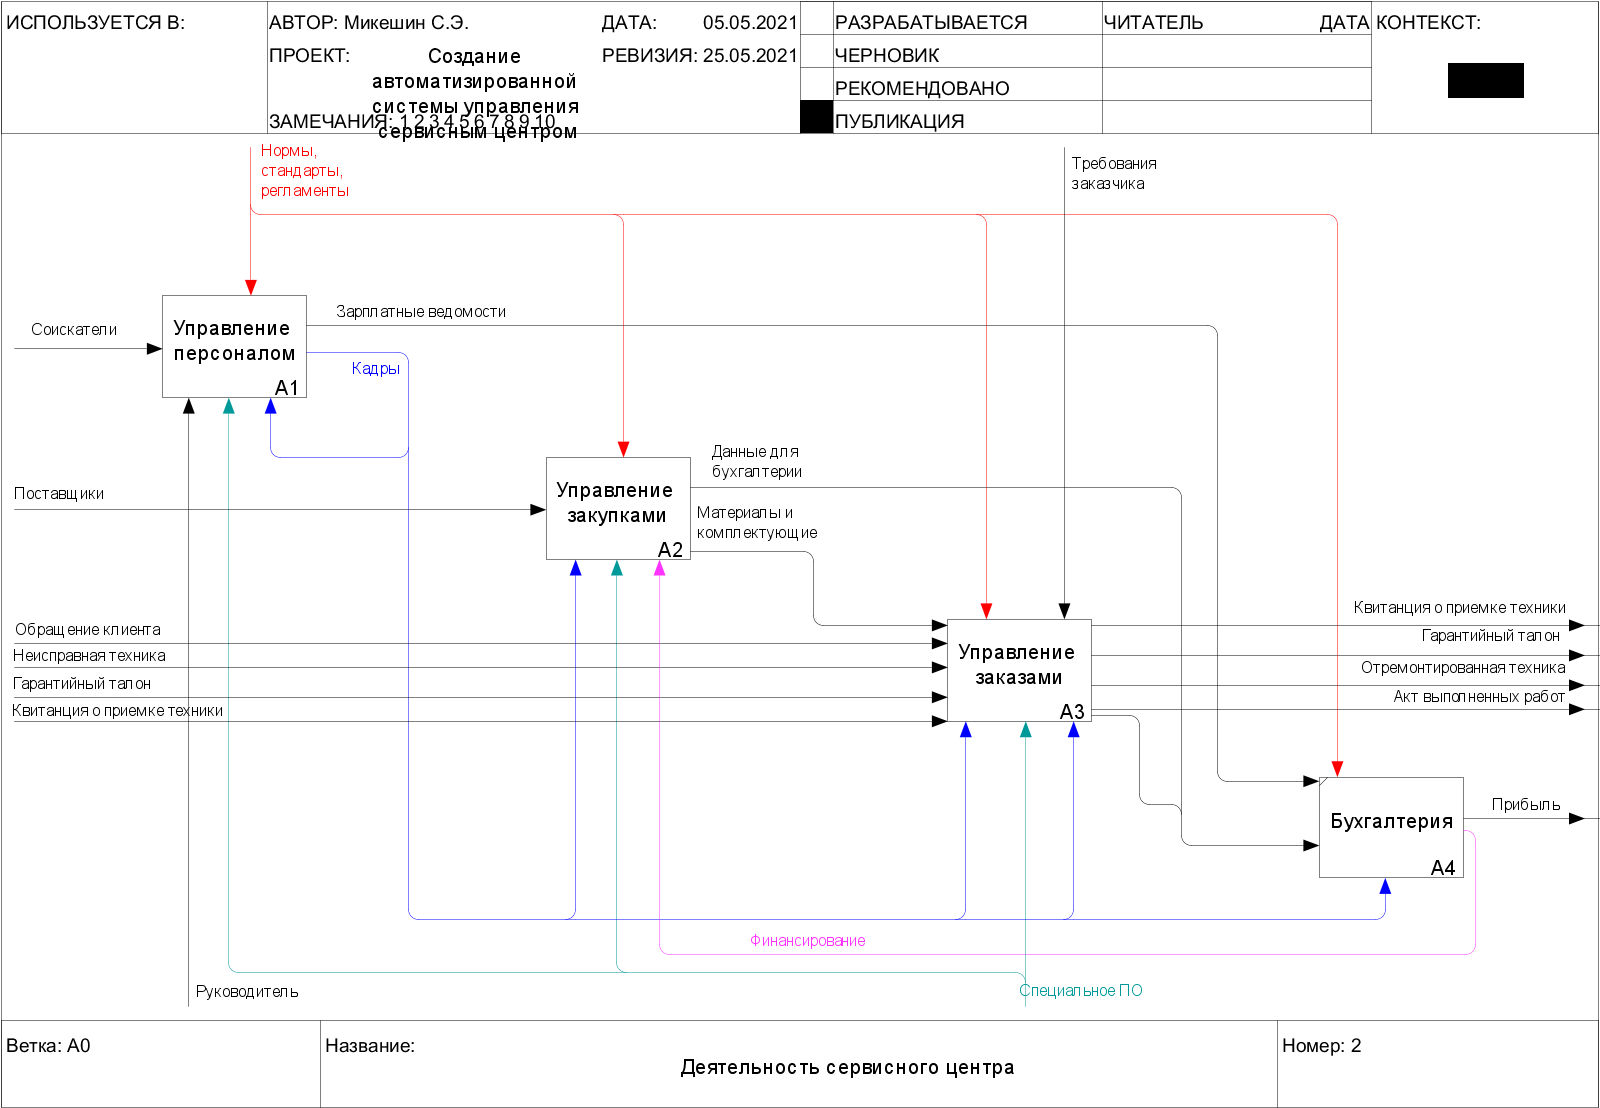 ИСПОЛЬЗУЕТСЯ В:
АВТОР: Микешин С.Э.
ДАТА: 05.05.2021
ПРОЕКТ:
Создание
автоматизированной
системы управления
сервисным центром
РЕВИЗИЯ: 25.05.2021
ЗАМЕЧАНИЯ: 1 2 3 4 5 6 7 8 9 10
РАЗРАБАТЫВАЕТСЯ
ЧЕРНОВИК
РЕКОМЕНДОВАНО
ПУБЛИКАЦИЯ
ЧИТАТЕЛЬ
ДАТА
КОНТЕКСТ:
Нормы,
стандарты,
регламенты
Требования
заказчика
Соискатели
Управление
персоналом
A1
Зарплатные ведомости
Кадры
Поставщики
Управление
закупками
A2
Данные для
бухгалтерии
Материалы и
комплектующие
Обращение клиента
Неисправная техника
Гарантийный талон
Квитанция о приемке техники
Управление
заказами
A3
Квитанция о приемке техники
Гарантийный талон
Отремонтированная техника
Акт выполненных работ
Бухгалтерия
A4
Прибыль
Финансирование
Руководитель
Специальное ПО
Ветка: A0
Название:
Деятельность сервисного центра
Номер: 2